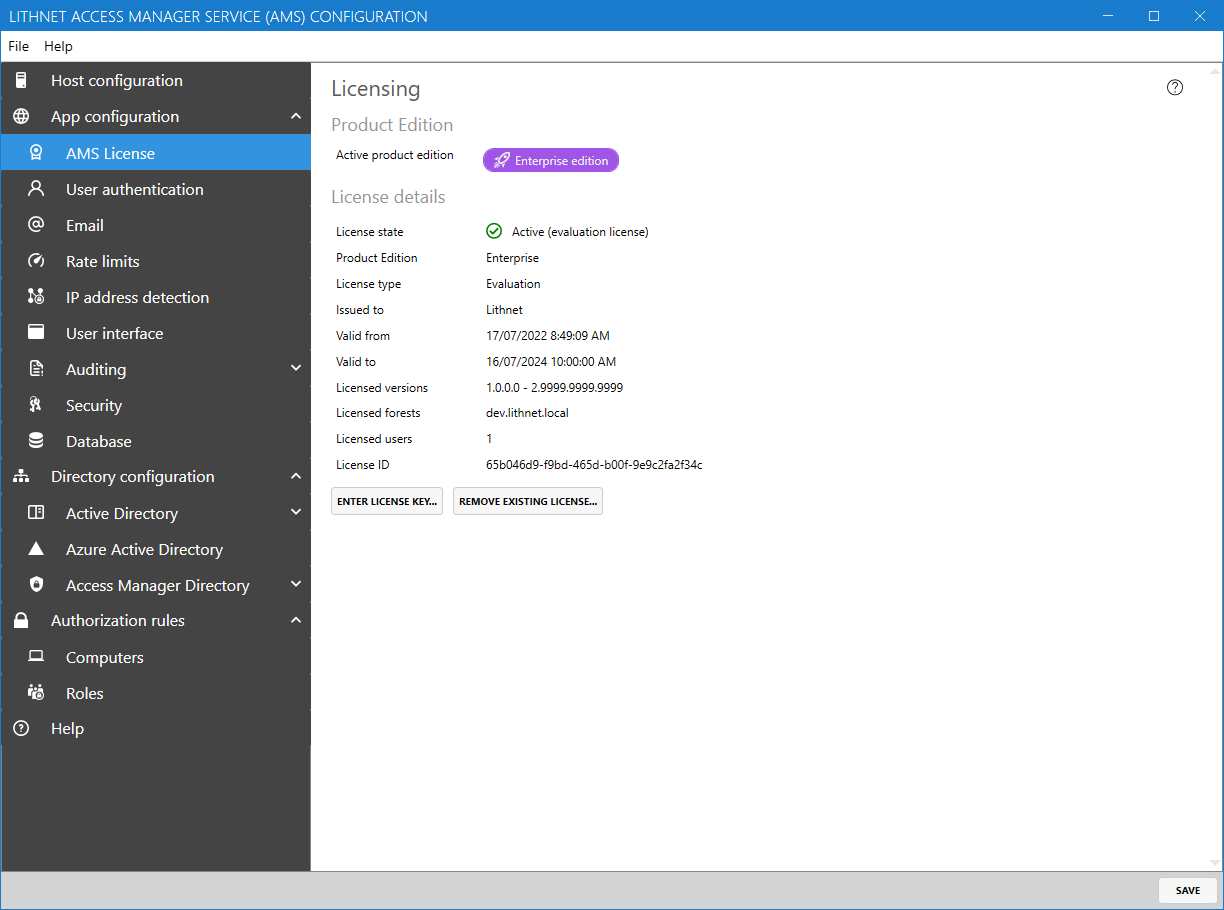 LITHNET ACCESS MANAGER SERVICE (AMS) CONFIGURATION
File Help
Host configuration
App configuration
AMS License
User authentication
Email
Rate limits
IP address detection
User interface
Auditing
Security
Database
Directory configuration
Active Directory
Azure Active Directory
Access Manager Directory
Authorization rules
Computers
Roles
Help
Licensing
Product Edition
Active product edition Enterprise edition
License details
License state Active (evaluation license)
Product Edition Enterprise
License type Evaluation
Issued to Lithnet
Valid from 17/07/2022 8:49:09 AM
Valid to 16/07/2024 10:00:00 AM
Licensed versions 1.0.0.0 - 2.9999.9999.9999
Licensed forests dev.lithnet.local
Licensed users 1
License ID 65b046d9-f9bd-465d-b00f-9e9c2fa2f34c
ENTER LICENSE KEY... REMOVE EXISTING LICENSE...
SAVE